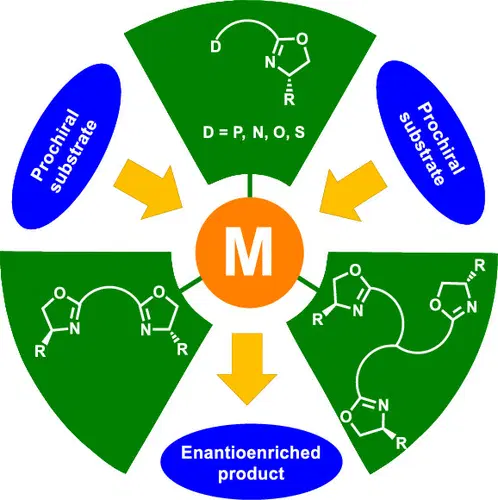 D
O
N
R
D = P, N, O, S
Prochiral
substrate
Prochiral
substrate
M
O
N
R
O
N
R
O
N
R
R
N
O
O
N
R
Enantioenriched
product